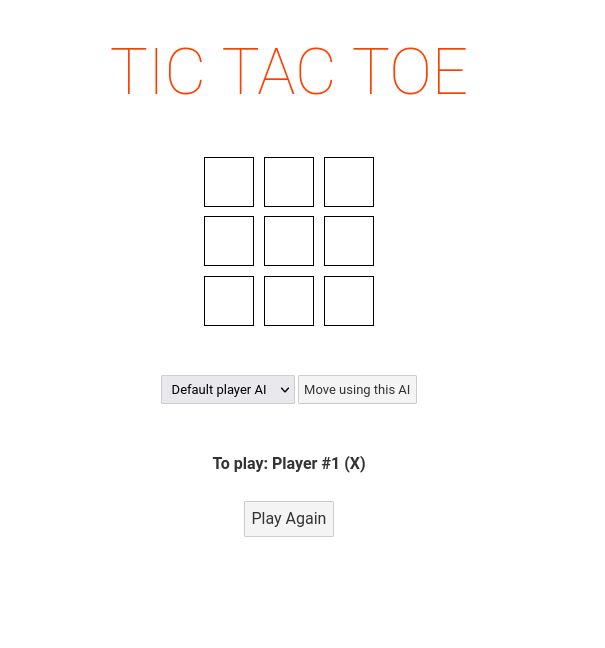 TIC TAC TOE
Default player AI Move using this AI
To play: Player #1 (X)
Play Again